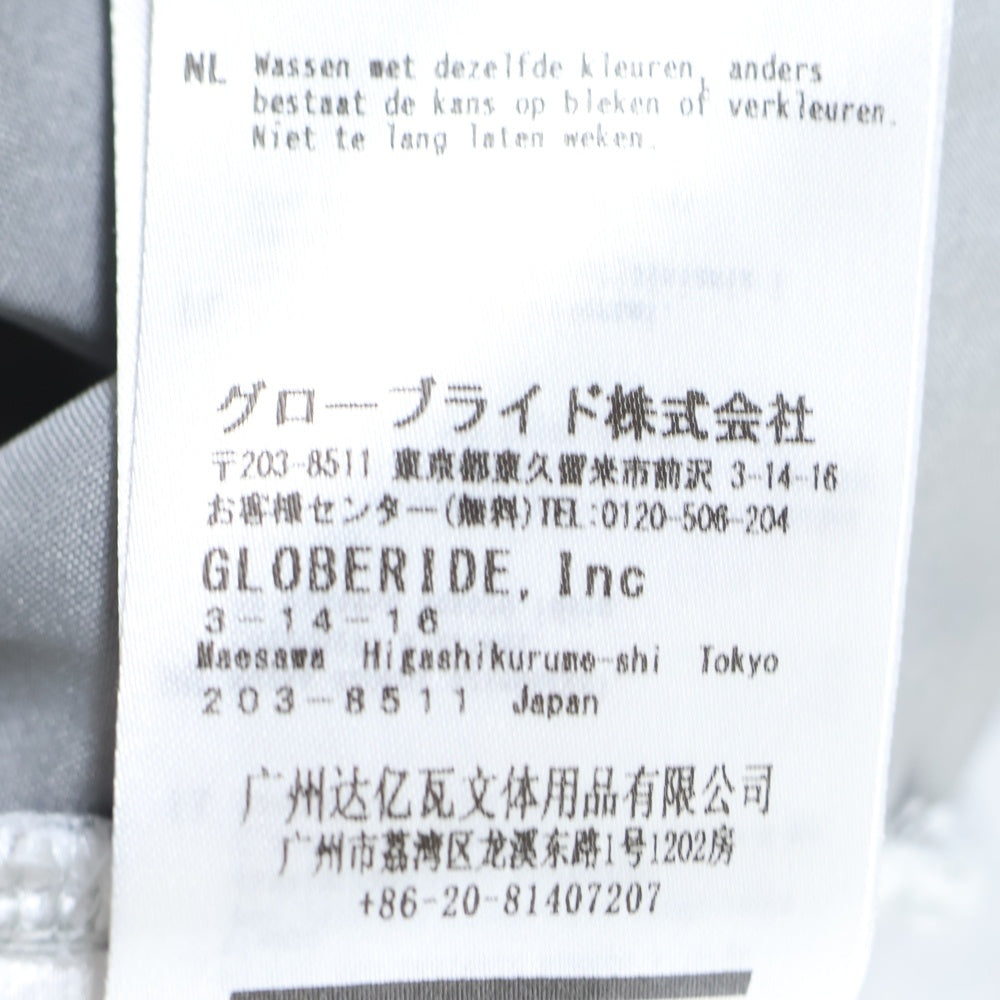 NL Wassen met dezelfde kleuren, anders
bestaat de kans op bleken of verkleuren.
Niet te lang laten weken.
グローブライド株式会社
〒203-8511 東京都東久留米市前沢 3-14-16
お客様センター(無料)TEL:0120-506-204
GLOBERIDE, Inc
3-14-16
Maesawa Higashikurume-shi Tokyo
203-8511 Japan
广州达亿瓦文体用品有限公司
广州市荔湾区龙溪东路1号1202房
+86-20-81407207